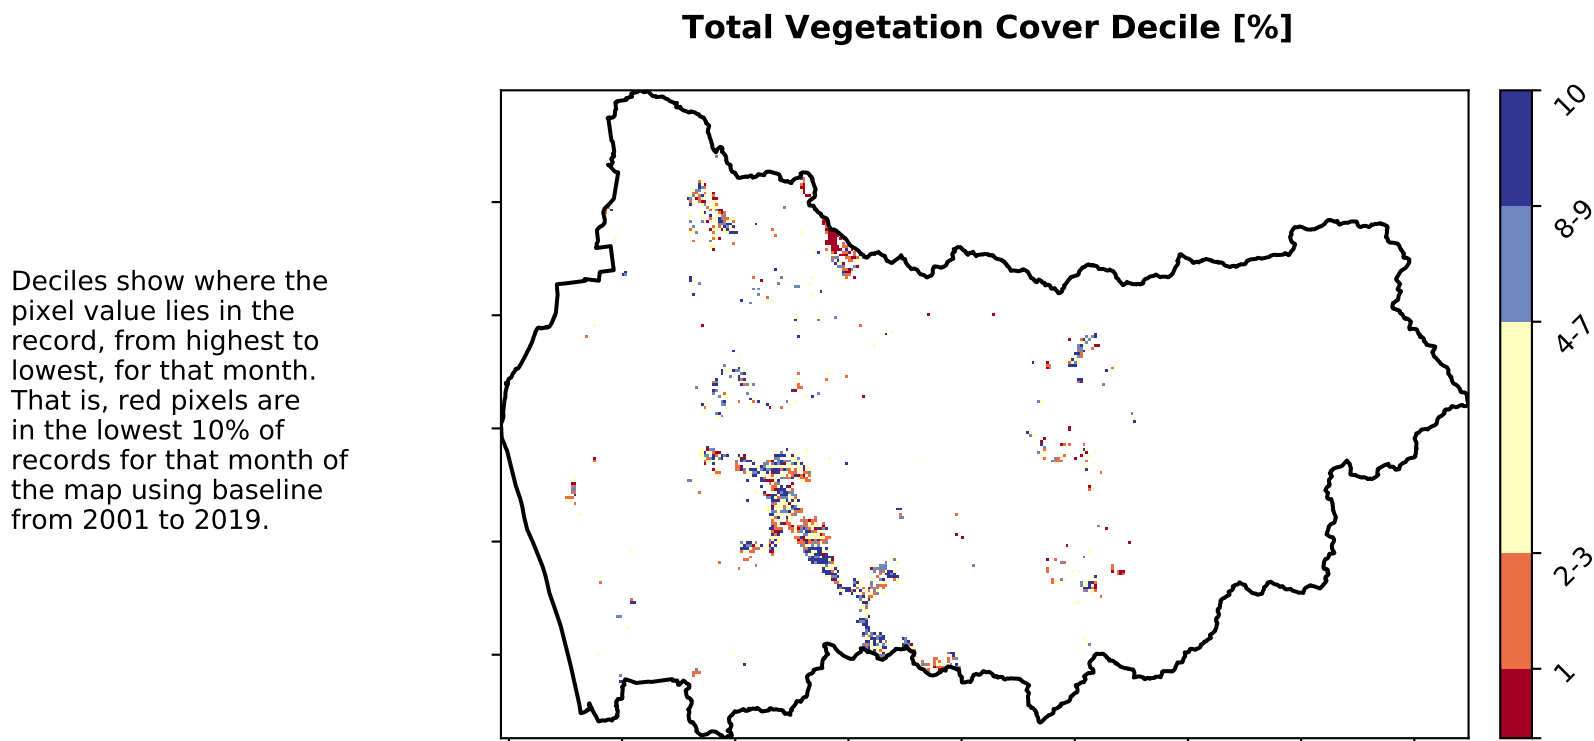 Total Vegetation Cover Decile [%]
Deciles show where the
pixel value lies in the
record, from highest to
lowest, for that month.
That is, red pixels are
in the lowest 10% of
records for that month of
the map using baseline
from 2001 to 2019.
10
8-9
4-7
2-3
1